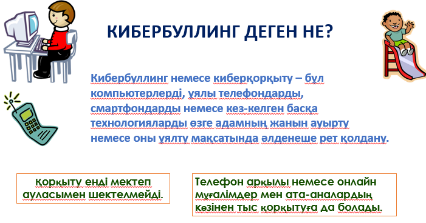 КИБЕРБУЛЛИНГ ДЕГЕН НЕ?
Кибербуллинг немесе киберқорқыту – бұл
компьютерлерді, ұялы телефондарды,
смартфондарды немесе кез-келген басқа
технологияларды өзге адамның жанын ауырту
немесе оны ұялту мақсатында әлденеше рет қолдану.
қорқыту енді мектеп
ауласымен шектелмейді.
Телефон арқылы немесе онлайн
мұғалімдер мен ата-аналардың
көзінен тыс қорқытуға да болады.